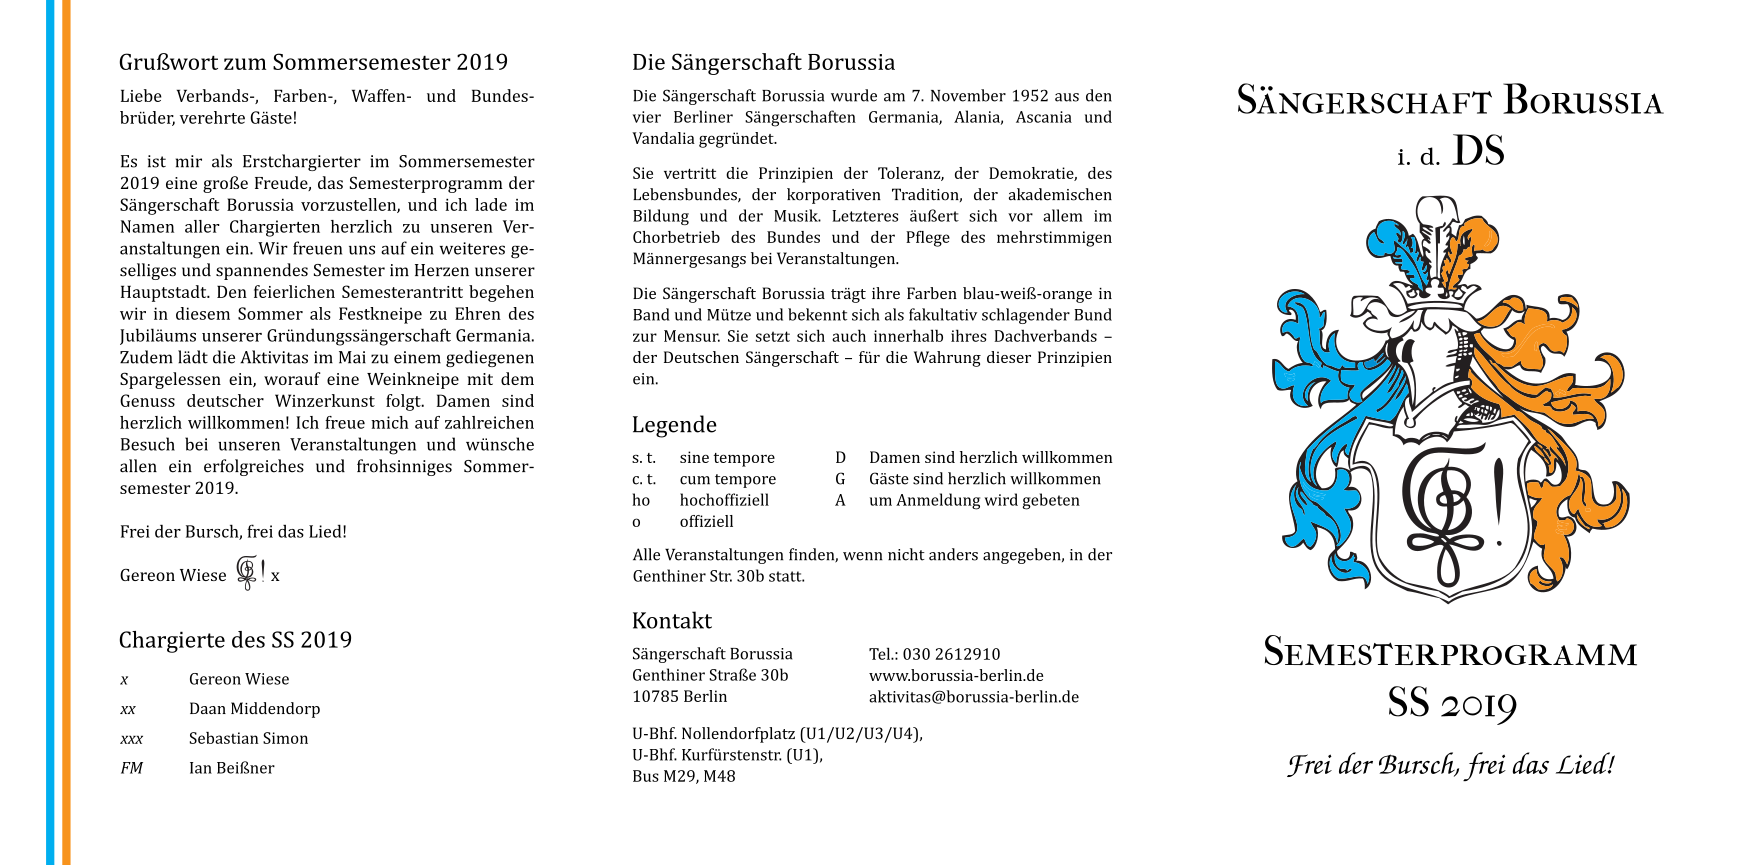 Grußwort zum Sommersemester 2019
Liebe Verbands-, Farben-, Waffen- und Bundes-
brüder, verehrte Gäste!
Es ist mir als Erstchargierter im Sommersemester
2019 eine große Freude, das Semesterprogramm der
Sängerschaft Borussia vorzustellen, und ich lade im
Namen aller Chargierten herzlich zu unseren Ver-
anstaltungen ein. Wir freuen uns auf ein weiteres ge-
selliges und spannendes Semester im Herzen unserer
Hauptstadt. Den feierlichen Semesterantritt begehen
wir in diesem Sommer als Festkneipe zu Ehren des
Jubiläums unserer Gründungssängerschaft Germania.
Zudem lädt die Aktivitas im Mai zu einem gediegenen
Spargelessen ein, worauf eine Weinkneipe mit dem
Genuss deutscher Winzerkunst folgt. Damen sind
herzlich willkommen! Ich freue mich auf zahlreichen
Besuch bei unseren Veranstaltungen und wünsche
allen ein erfolgreiches und frohsinniges Sommer-
semester 2019.
Frei der Bursch, frei das Lied!
Gereon Wiese ! x
Chargierte des SS 2019
x Gereon Wiese
xx Daan Middendorp
xxx Sebastian Simon
FM Ian Beißner
Die Sängerschaft Borussia
Die Sängerschaft Borussia wurde am 7. November 1952 aus den
vier Berliner Sängerschaften Germania, Alania, Ascania und
Vandalia gegründet.
Sie vertritt die Prinzipien der Toleranz, der Demokratie, des
Lebensbundes, der korporativen Tradition, der akademischen
Bildung und der Musik. Letzteres äußert sich vor allem im
Chorbetrieb des Bundes und der Pflege des mehrstimmigen
Männergesangs bei Veranstaltungen.
Die Sängerschaft Borussia trägt ihre Farben blau-weiß-orange in
Band und Mütze und bekennt sich als fakultativ schlagender Bund
zur Mensur. Sie setzt sich auch innerhalb ihres Dachverbands –
der Deutschen Sängerschaft – für die Wahrung dieser Prinzipien
ein.
Legende
s. t. sine tempore D Damen sind herzlich willkommen
c. t. cum tempore G Gäste sind herzlich willkommen
ho hochoffiziell A um Anmeldung wird gebeten
o offiziell
Alle Veranstaltungen finden, wenn nicht anders angegeben, in der
Genthiner Str. 30b statt.
Kontakt
Sängerschaft Borussia Tel.: 030 2612910
Genthiner Straße 30b www.borussia-berlin.de
10785 Berlin aktivitas@borussia-berlin.de
U-Bhf. Nollendorfplatz (U1/U2/U3/U4),
U-Bhf. Kurfürstenstr. (U1),
Bus M29, M48
Sängerschaft Borussia
i. d. DS
!
Semesterprogramm
SS 2019
Frei der Bursch, frei das Lied!